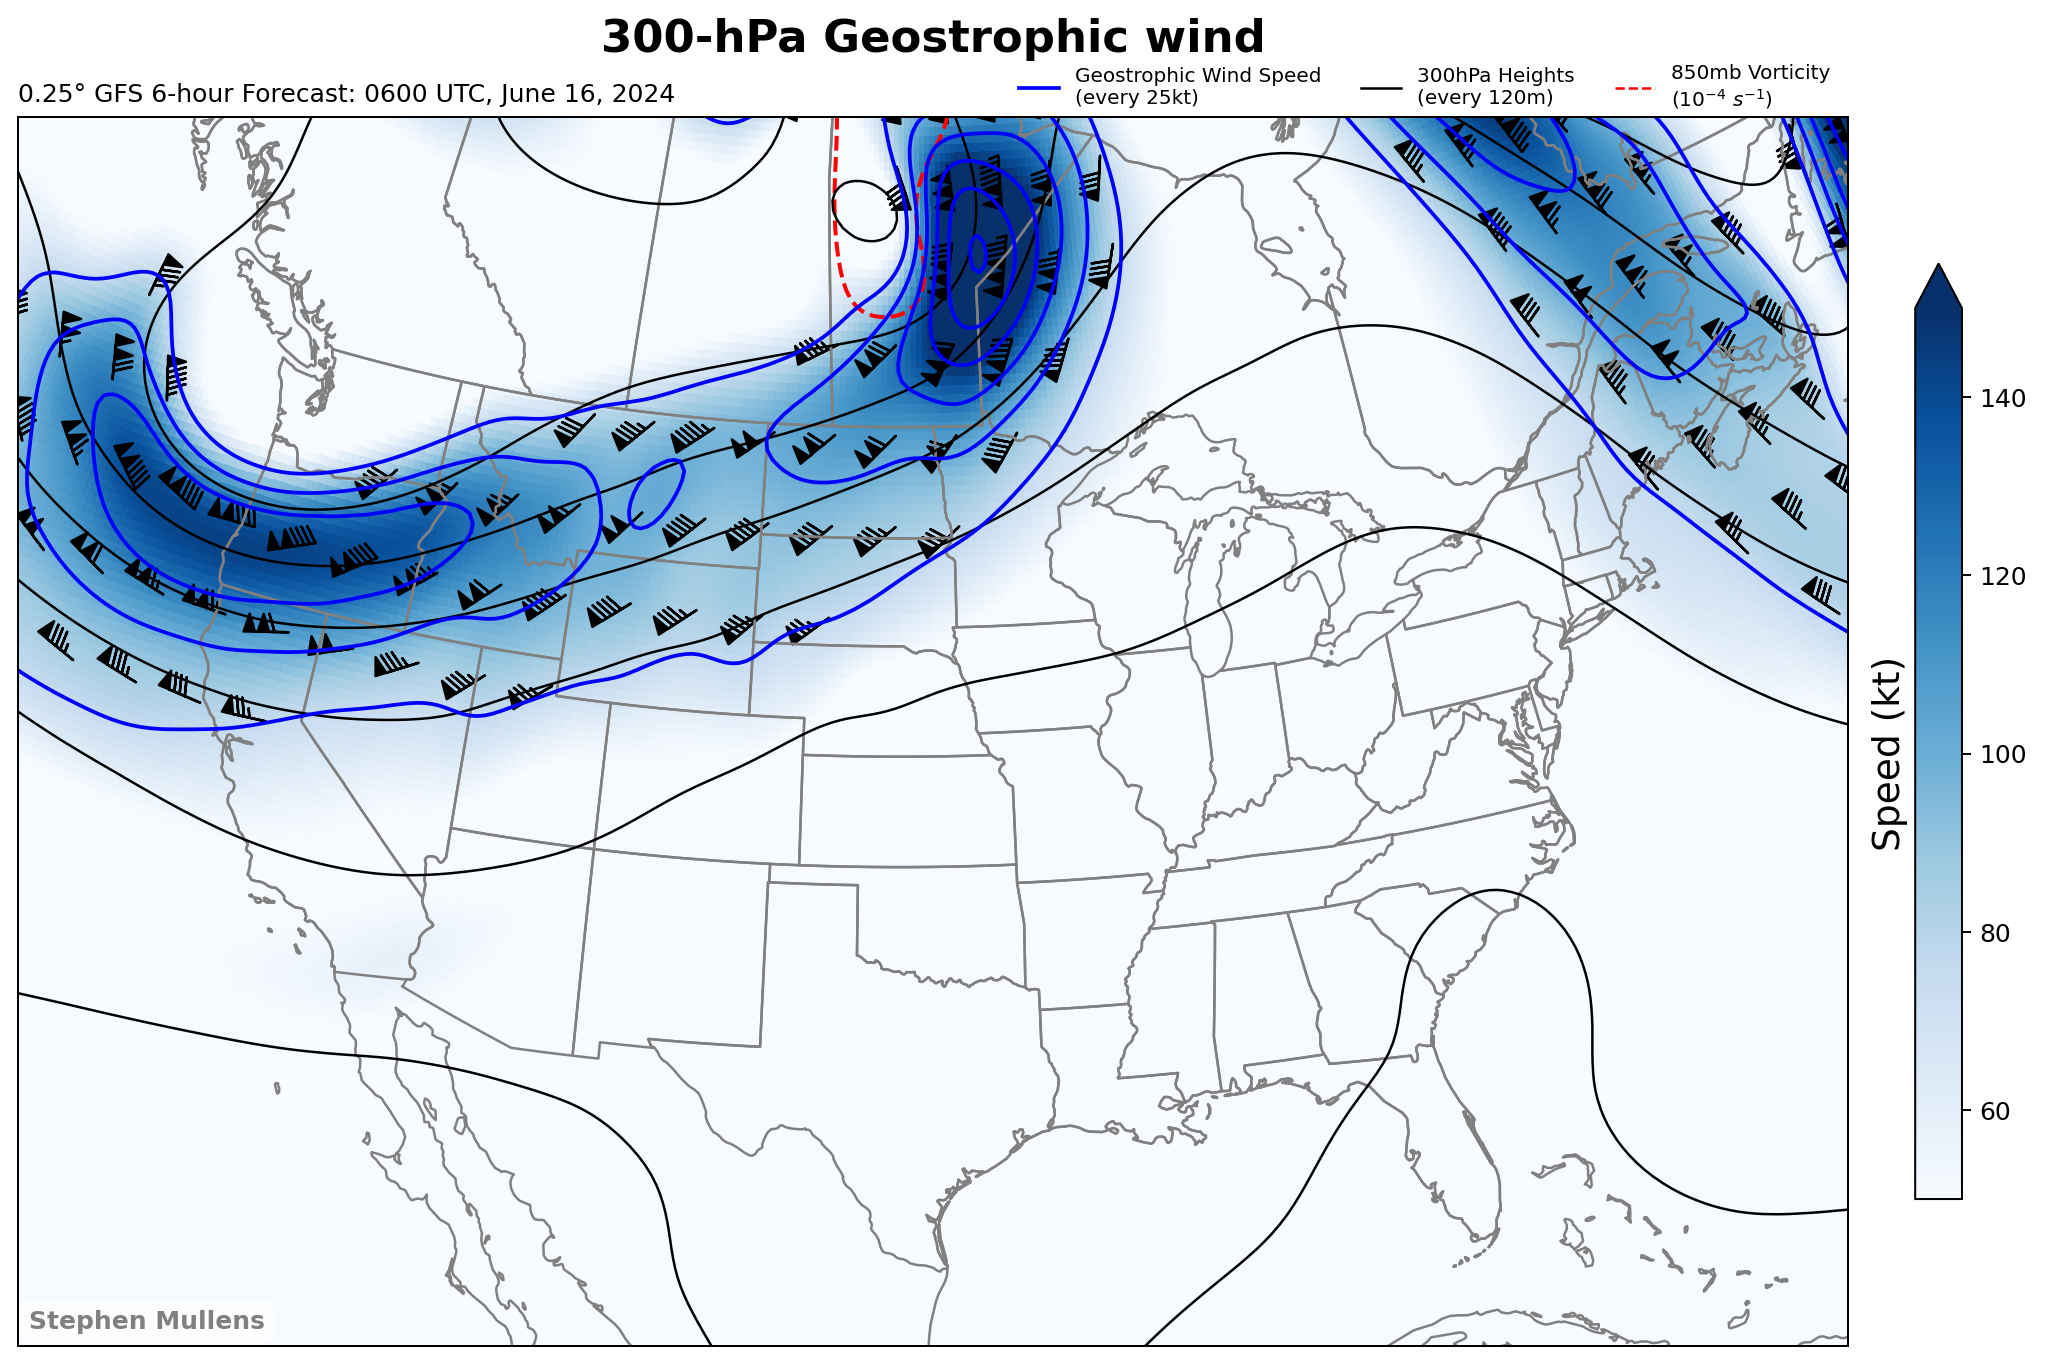 300-hPa Geostrophic wind
0.25° GFS 6-hour Forecast: 0600 UTC, June 16, 2024
Geostrophic Wind Speed
(every 25kt)
300hPa Heights
(every 120m)
850mb Vorticity
(10⁻⁴ s⁻¹)
140
120
100
80
60
Speed (kt)
Stephen Mullens